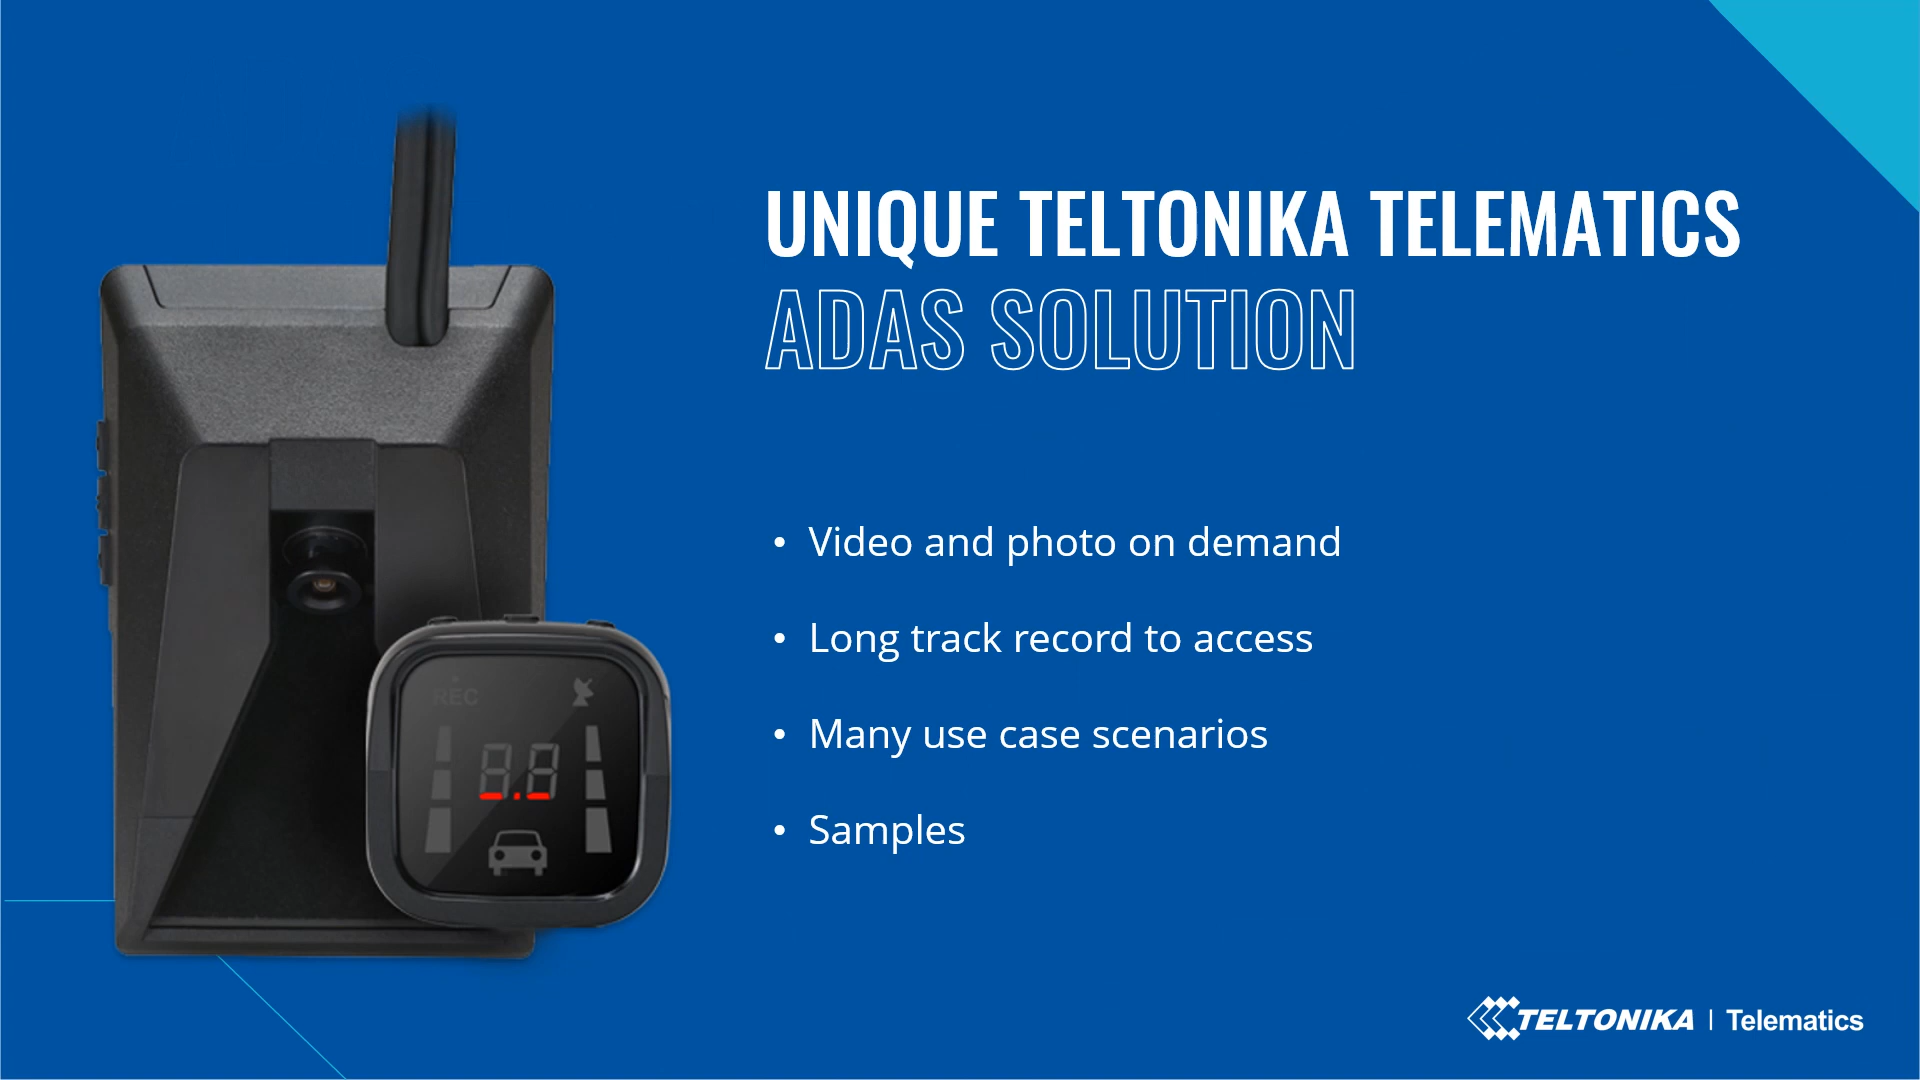 UNIQUE TELTONIKA TELEMATICS
ADAS SOLUTION
• Video and photo on demand
• Long track record to access
• Many use case scenarios
• Samples
REC
TELTONIKA | Telematics